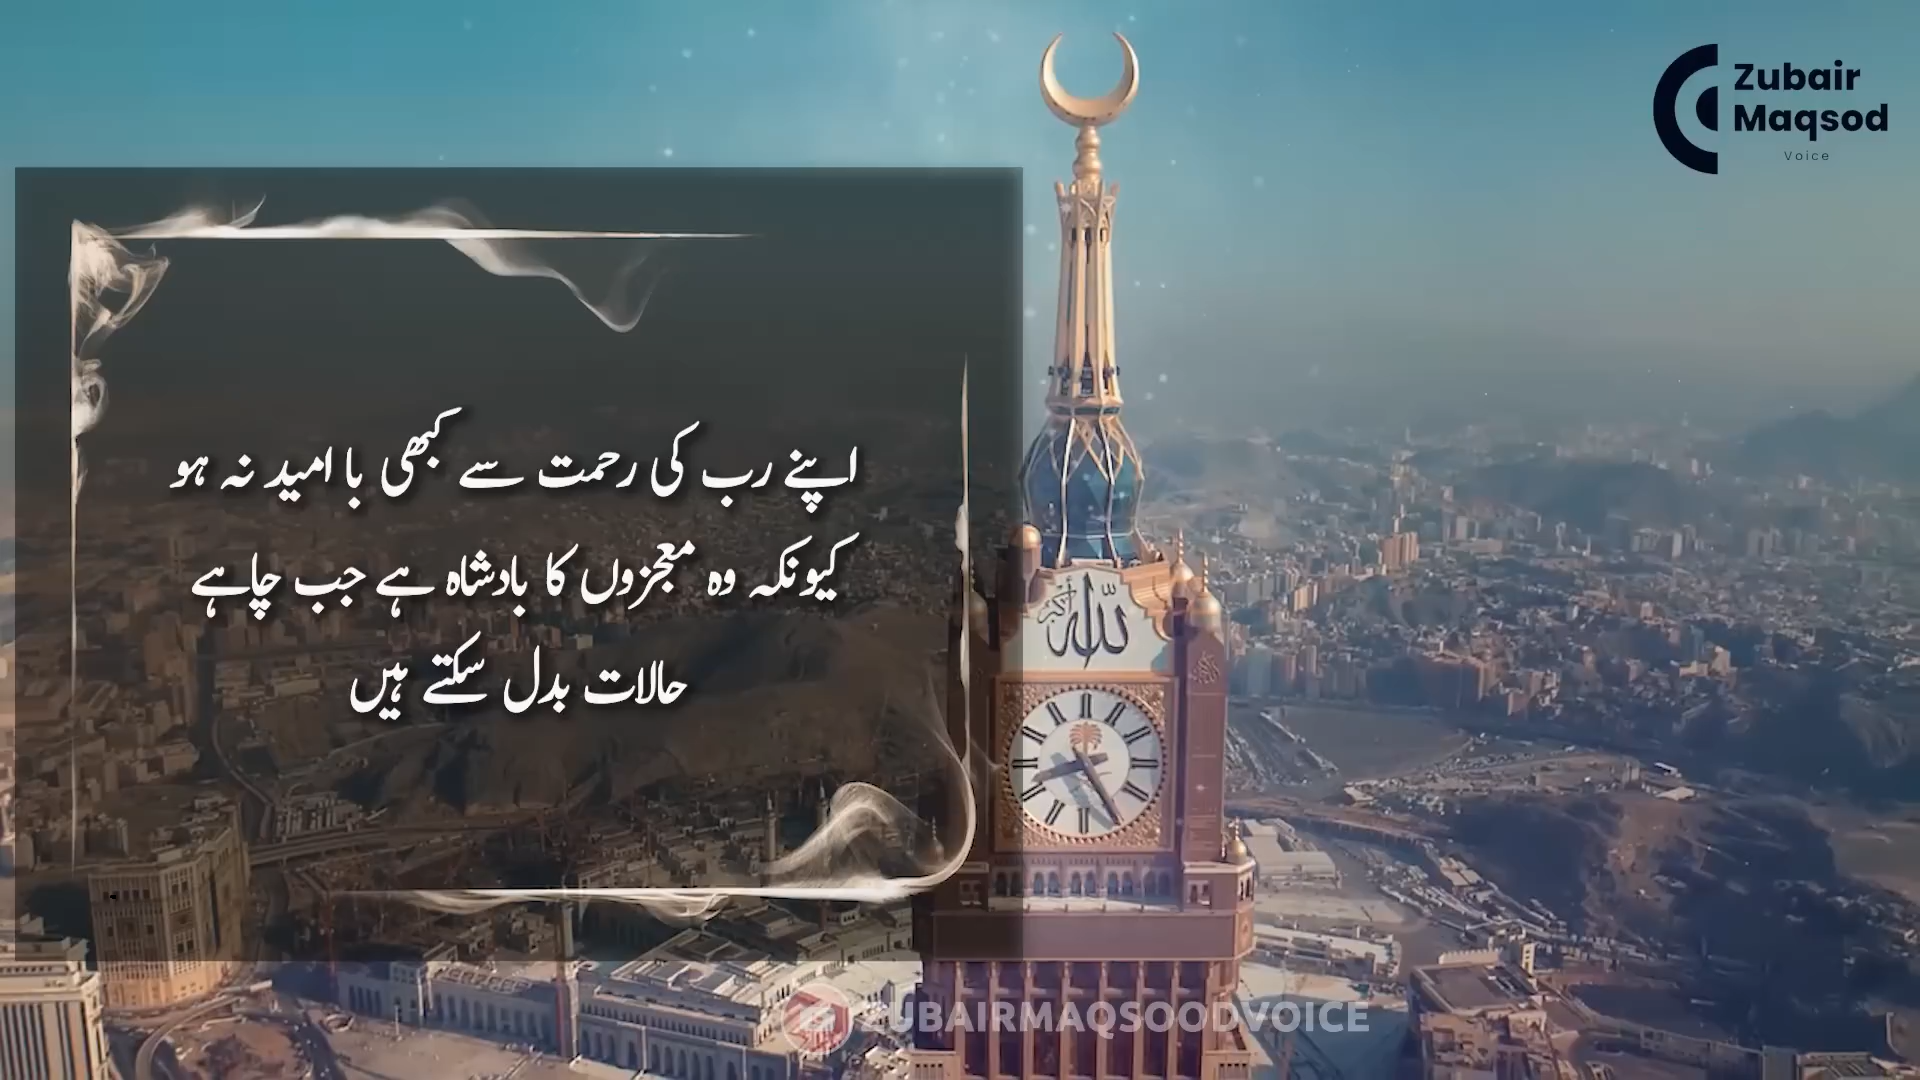 Zubair
Maqsod
Voice
اپنے رب کی رحمت سے کبھی با امید نہ ہو
کیونکہ وہ معجزوں کا بادشاہ ہے جب چاہے
حالات بدل سکتے ہیں
الله أكبر
ZUBAIRMAQSOODVOICE